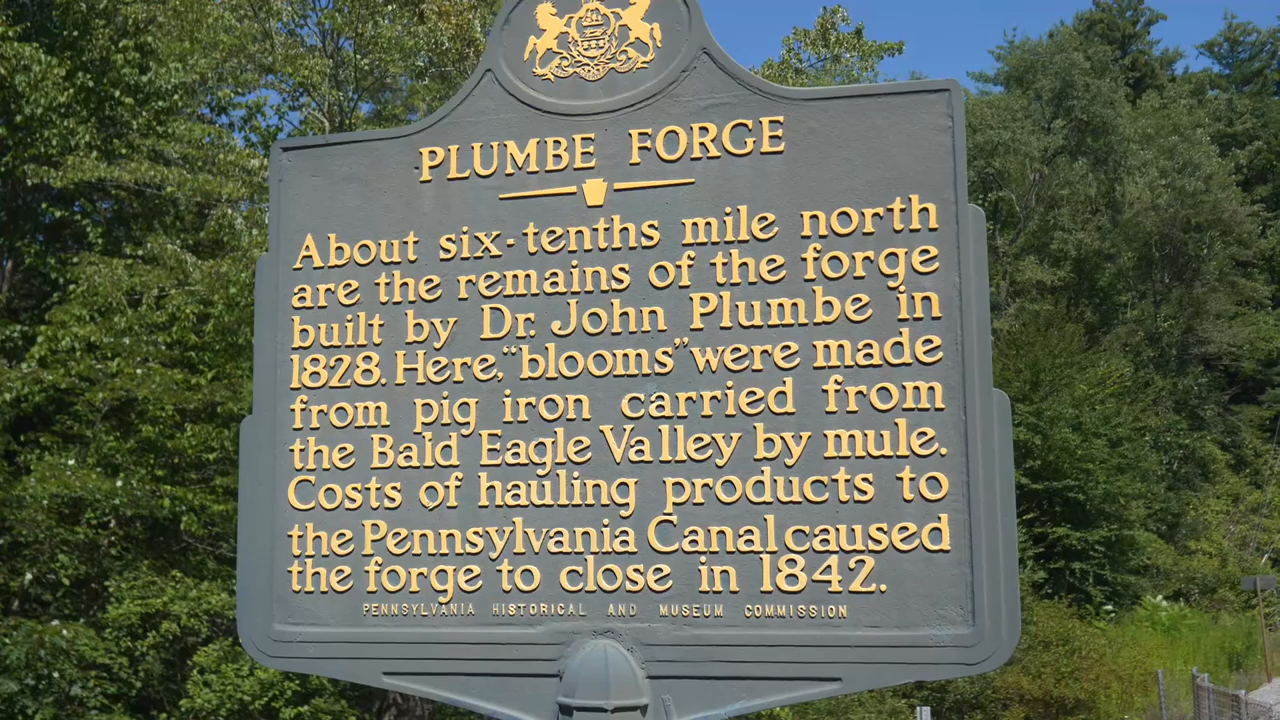 PLUMBE FORGE
About six-tenths mile north
are the remains of the forge
built by Dr. John Plumbe in
1828. Here, "blooms" were made
from pig iron carried from
the Bald Eagle Valley by mule.
Costs of hauling products to
the Pennsylvania Canal caused
the forge to close in 1842.
PENNSYLVANIA HISTORICAL AND MUSEUM COMMISSION